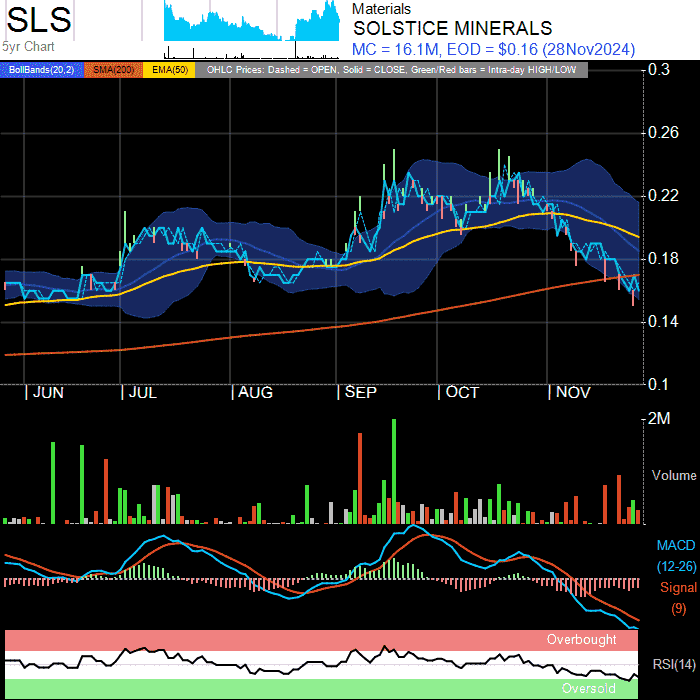 SLS
5yr Chart
Materials
SOLSTICE MINERALS
MC = 16.1M, EOD = $0.16 (28Nov2024)
BollBands(20,2) SMA(200) EMA(50) OHLC Prices: Dashed = OPEN, Solid = CLOSE, Green/Red bars = Intra-day HIGH/LOW
0.3
0.26
0.22
0.18
0.14
0.1
JUN JUL AUG SEP OCT NOV
2M
Volume
MACD
(12-26)
Signal
(9)
Overbought
RSI(14)
Oversold